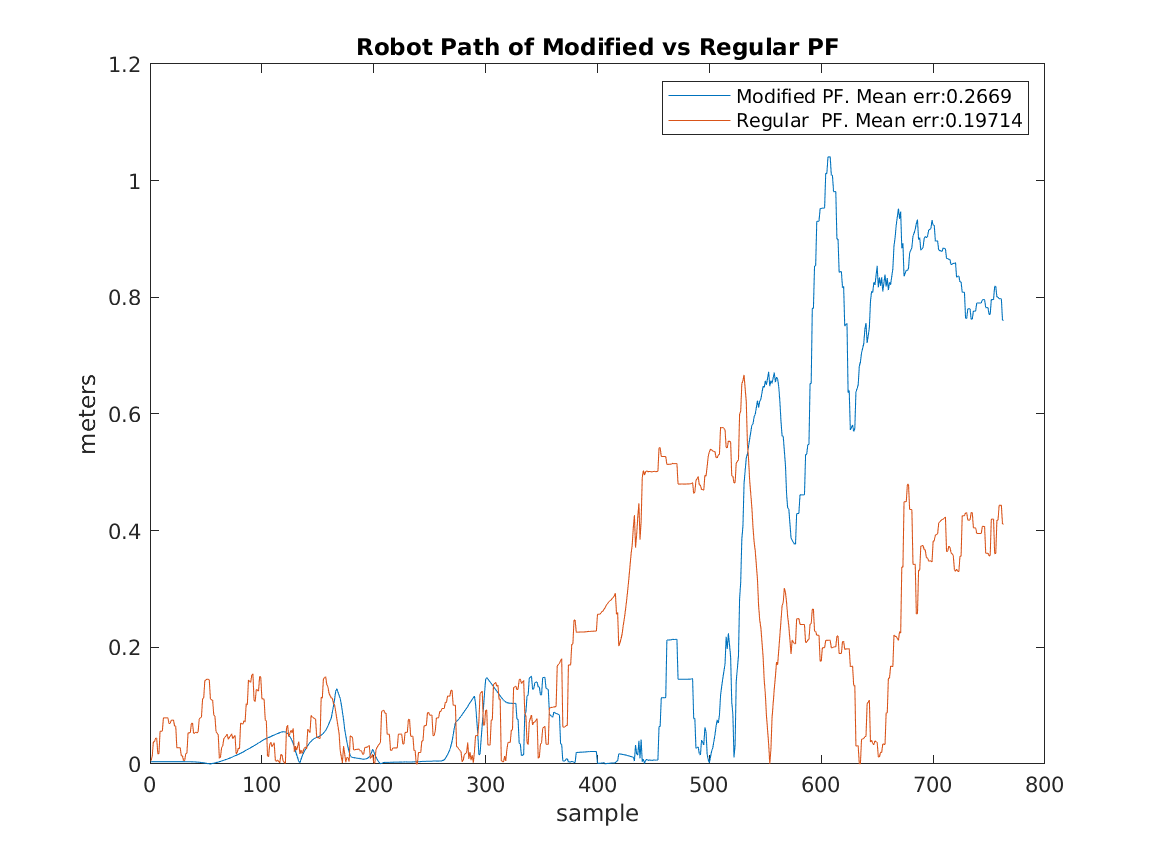 Robot Path of Modified vs Regular PF
1.2
1
0.8
0.6
0.4
0.2
0
meters
Modified PF. Mean err:0.2669
Regular  PF. Mean err:0.19714
0 100 200 300 400 500 600 700 800
sample